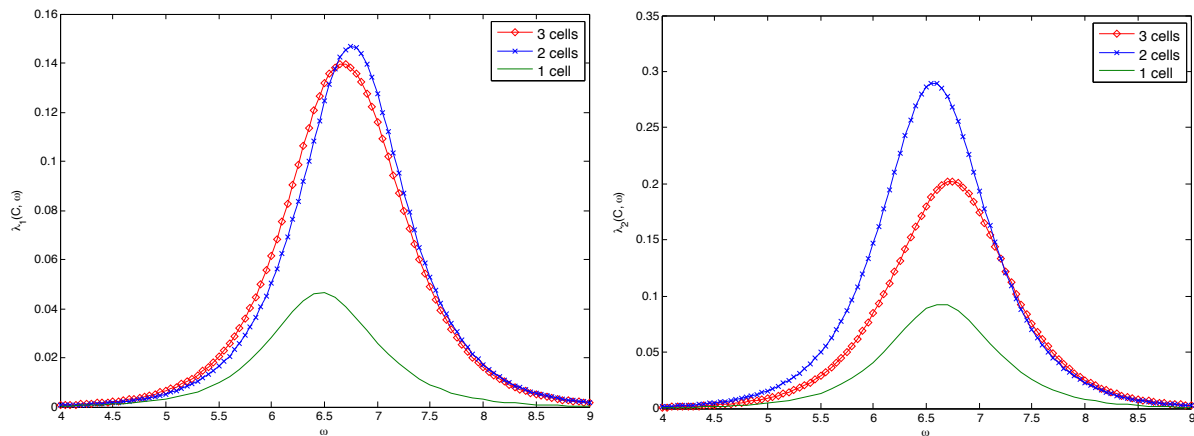 0.16
0.14
0.12
0.1
0.08
0.06
0.04
0.02
0
λ₁(C, ω)
4 4.5 5 5.5 6 6.5 7 7.5 8 8.5 9
ω
3 cells
2 cells
1 cell
0.35
0.3
0.25
0.2
0.15
0.1
0.05
0
λ₂(C, ω)
4 4.5 5 5.5 6 6.5 7 7.5 8 8.5 9
ω
3 cells
2 cells
1 cell